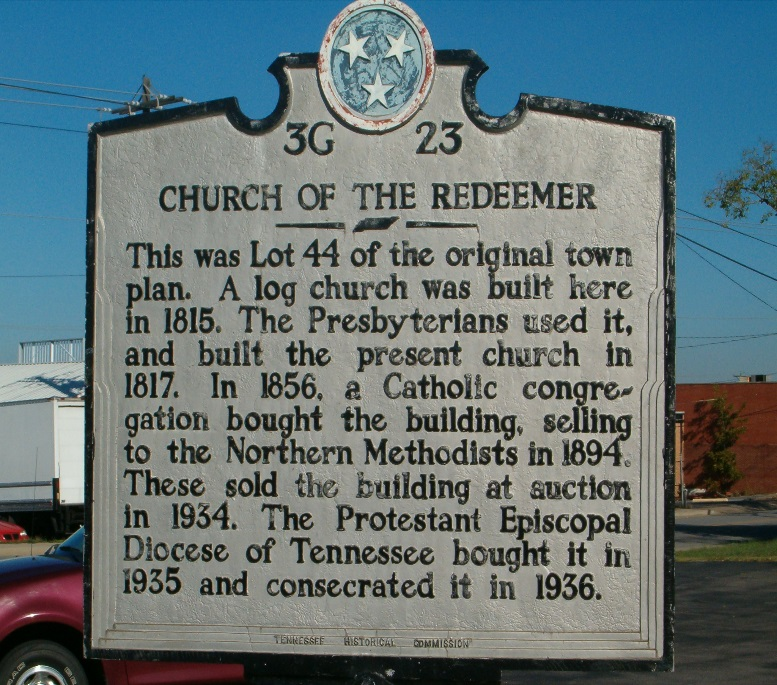 3G 23
CHURCH OF THE REDEEMER
This was Lot 44 of the original town
plan. A log church was built here
in 1815. The Presbyterians used it,
and built the present church in
1817. In 1856, a Catholic congre-
gation bought the building, selling
to the Northern Methodists in 1894.
These sold the building at auction
in 1934. The Protestant Episcopal
Diocese of Tennessee bought it in
1935 and consecrated it in 1936.
TENNESSEE HISTORICAL COMMISSION